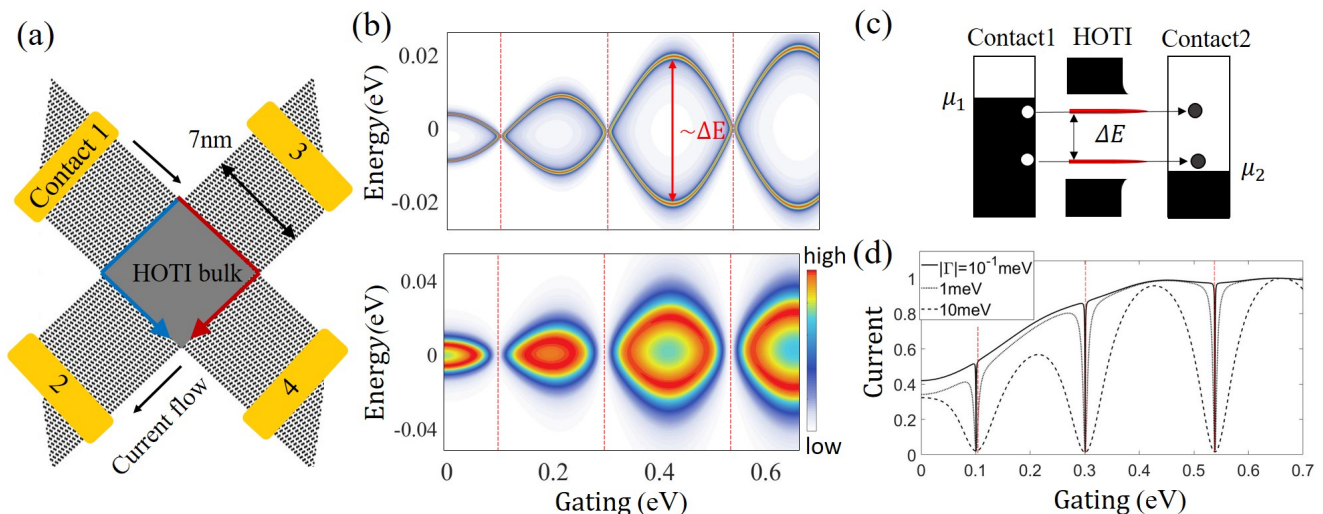 (a)
Contact 1
7nm
3
HOTI bulk
2
4
Current flow
(b)
Energy(eV)
0.02
0
-0.02
~ΔE
Energy (eV)
0.04
0
-0.04
high
low
0 0.2 0.4 0.6
Gating (eV)
(c)
Contact1 HOTI Contact2
μ1
ΔE
μ2
(d)
|Γ|=10⁻¹meV
1meV
10meV
Current
1
0.8
0.6
0.4
0.2
0
0 0.1 0.2 0.3 0.4 0.5 0.6 0.7
Gating (eV)